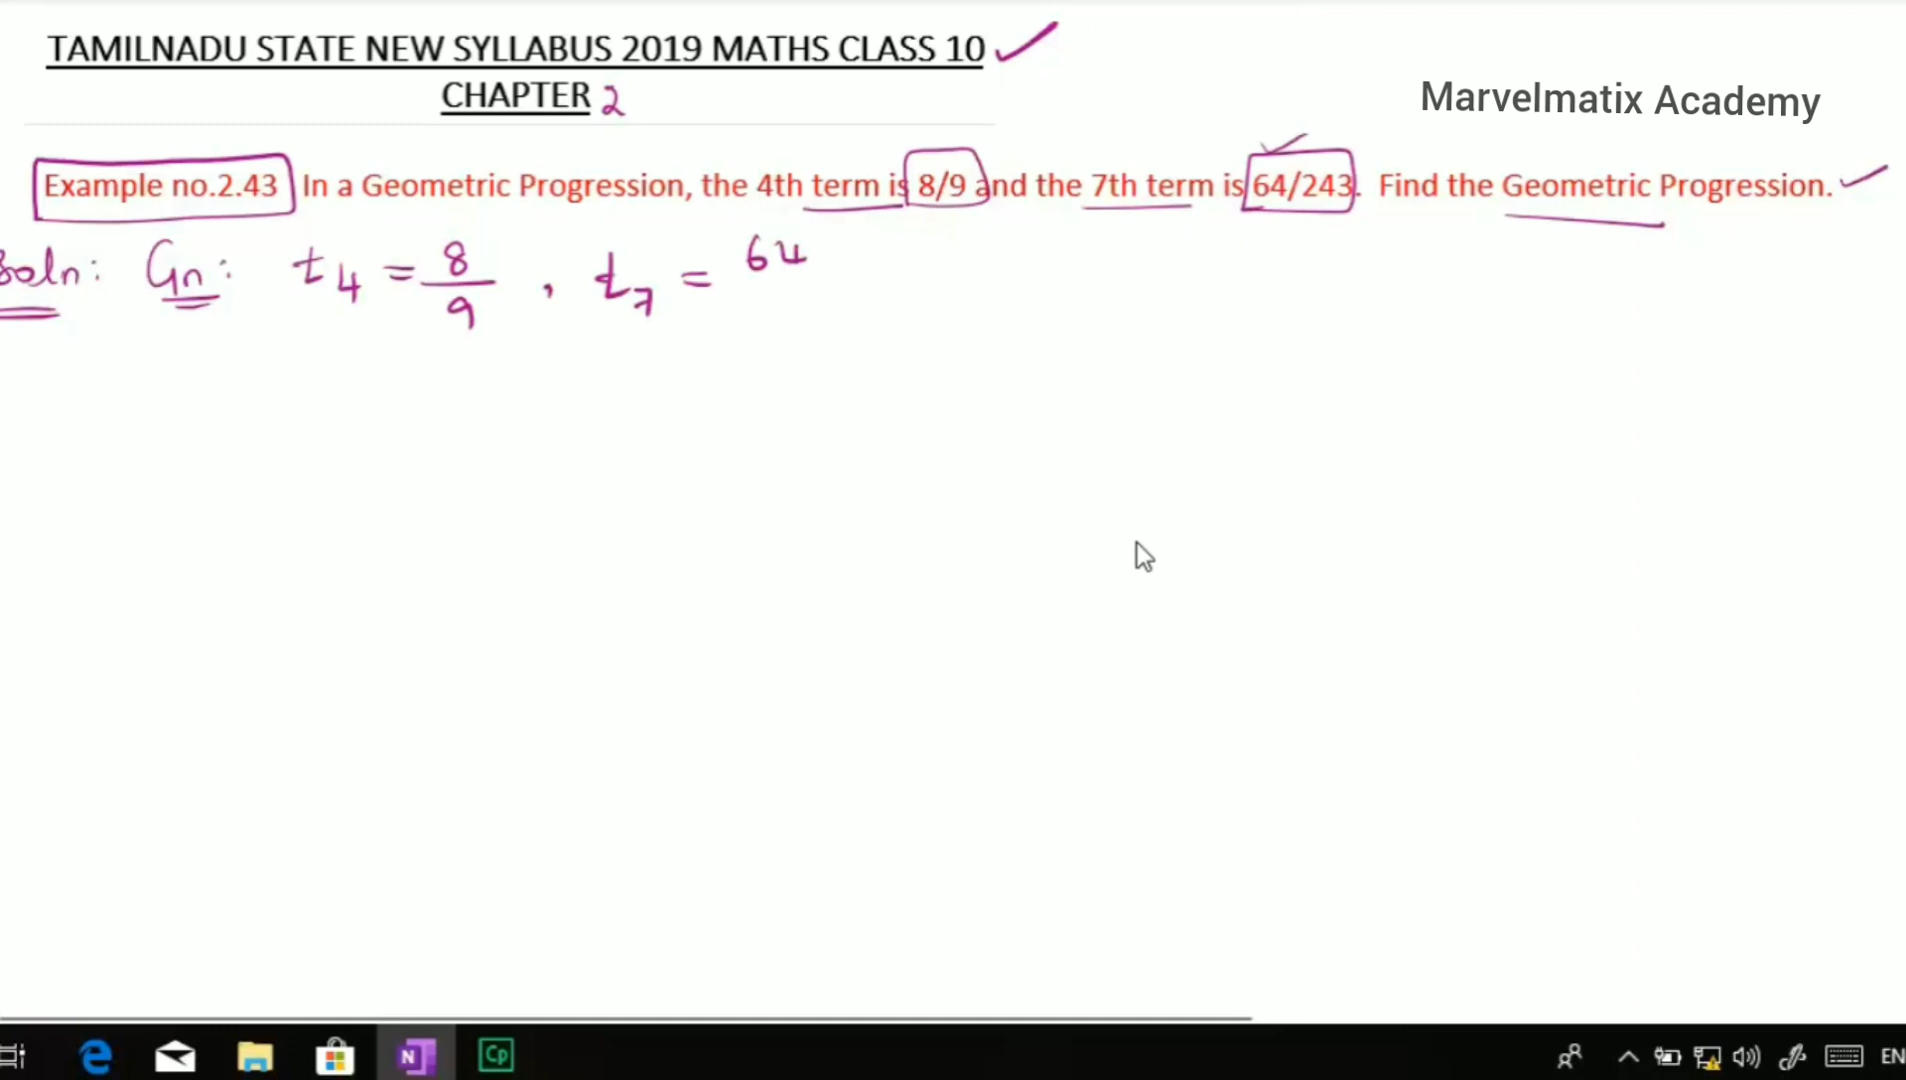 TAMILNADU STATE NEW SYLLABUS 2019 MATHS CLASS 10
CHAPTER 2
Marvelmatix Academy
Example no.2.43 In a Geometric Progression, the 4th term is 8/9 and the 7th term is 64/243. Find the Geometric Progression.
Soln: Gn: t4 = 8/9 , t7 = 64
N Cp EN